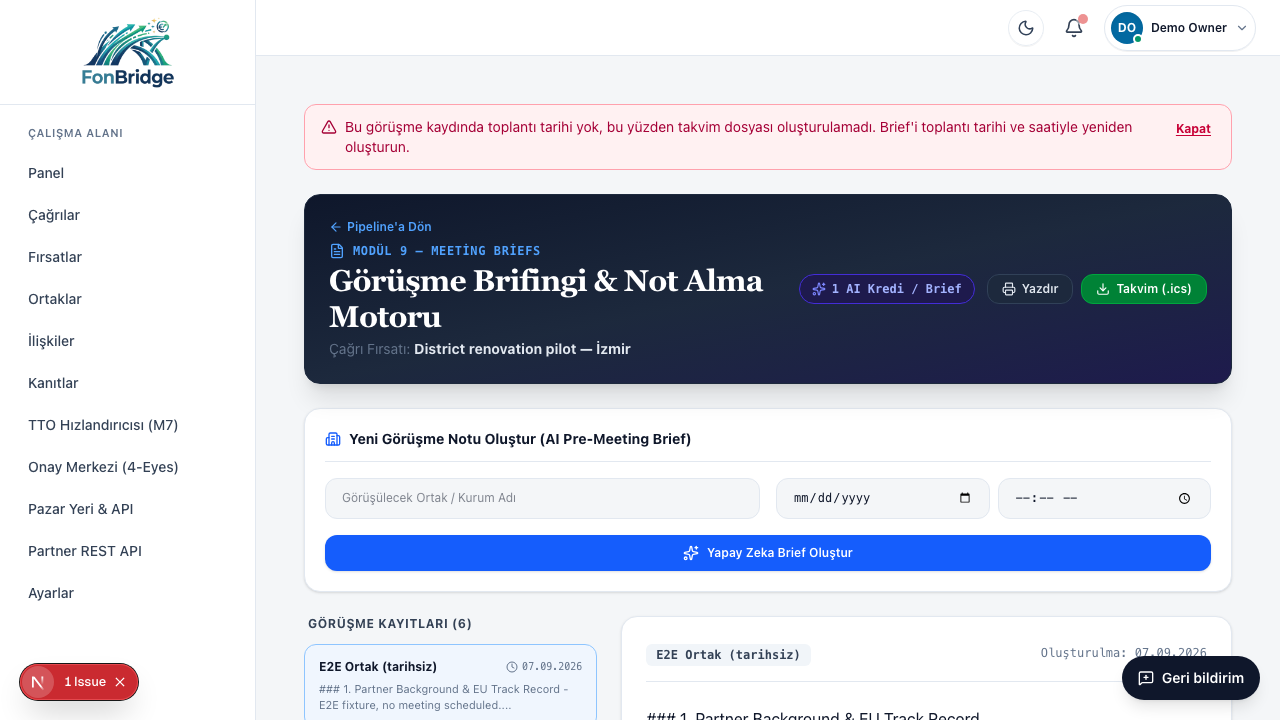 FonBridge
ÇALIŞMA ALANI
Panel
Çağrılar
Fırsatlar
Ortaklar
İlişkiler
Kanıtlar
TTO Hızlandırıcısı (M7)
Onay Merkezi (4-Eyes)
Pazar Yeri & API
Partner REST API
Ayarlar
N 1 Issue
DO Demo Owner
Bu görüşme kaydında toplantı tarihi yok, bu yüzden takvim dosyası oluşturulamadı. Brief'i toplantı tarihi ve saatiyle yeniden
oluşturun.
Kapat
Pipeline'a Dön
MODÜL 9 — MEETING BRIEFS
Görüşme Brifingi & Not Alma
Motoru
Çağrı Fırsatı: District renovation pilot — İzmir
1 AI Kredi / Brief
Yazdır
Takvim (.ics)
Yeni Görüşme Notu Oluştur (AI Pre-Meeting Brief)
Görüşülecek Ortak / Kurum Adı
mm/dd/yyyy
--:-- --
Yapay Zeka Brief Oluştur
GÖRÜŞME KAYITLARI (6)
E2E Ortak (tarihsiz) 07.09.2026
### 1. Partner Background & EU Track Record -
E2E fixture, no meeting scheduled....
E2E Ortak (tarihsiz)
Oluşturulma: 07.09.2026
### 1. Partner Background & EU Track Record
Geri bildirim